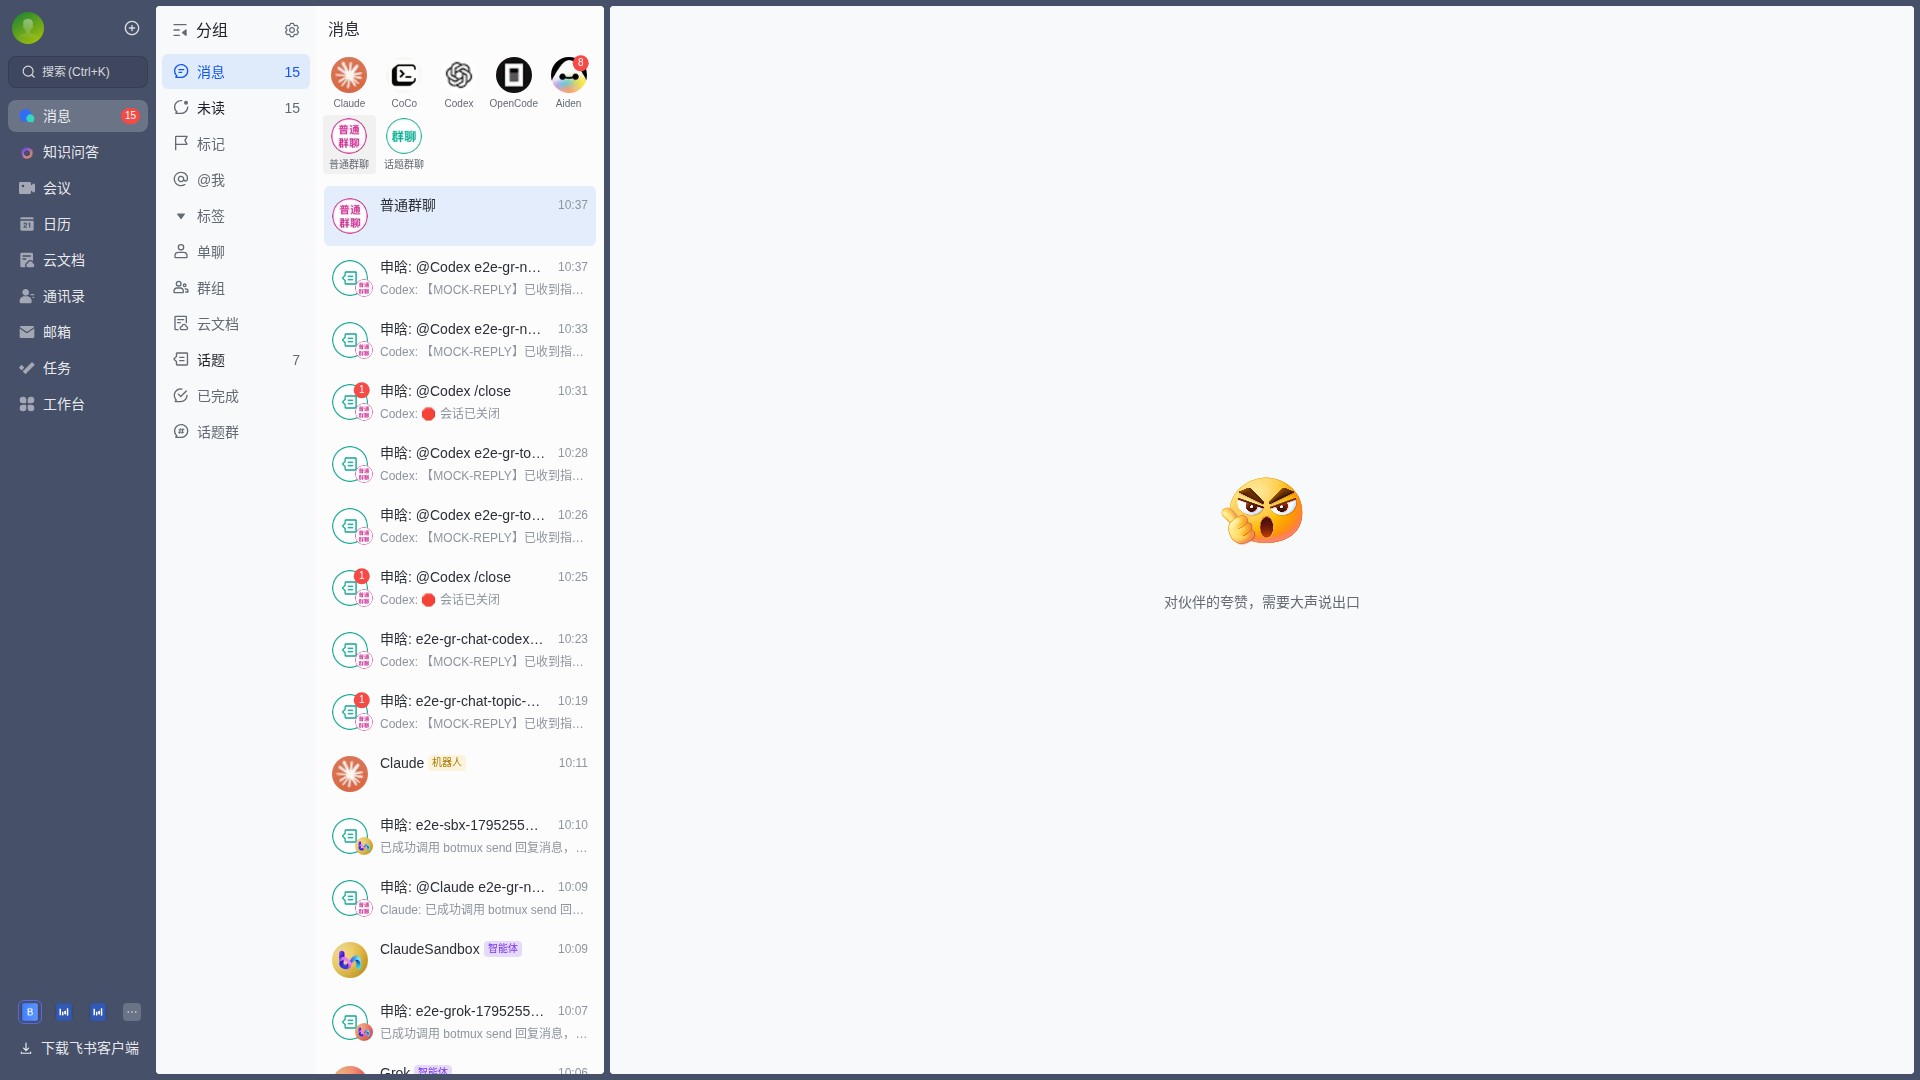 搜索 (Ctrl+K)
消息
15
知识问答
会议
日历
云文档
通讯录
邮箱
任务
工作台
B
下载飞书客户端
分组
消息 15
未读 15
标记
@我
标签
单聊
群组
云文档
话题 7
已完成
话题群
消息
8
Claude
CoCo
Codex
OpenCode
Aiden
普通群聊
群聊
普通群聊
话题群聊
普通群聊
普通群聊 10:37
申晗: @Codex e2e-gr-n... 10:37
Codex: 【MOCK-REPLY】已收到指...
申晗: @Codex e2e-gr-n... 10:33
Codex: 【MOCK-REPLY】已收到指...
1
申晗: @Codex /close 10:31
Codex: 🛑 会话已关闭
申晗: @Codex e2e-gr-to... 10:28
Codex: 【MOCK-REPLY】已收到指...
申晗: @Codex e2e-gr-to... 10:26
Codex: 【MOCK-REPLY】已收到指...
1
申晗: @Codex /close 10:25
Codex: 🛑 会话已关闭
申晗: e2e-gr-chat-codex... 10:23
Codex: 【MOCK-REPLY】已收到指...
1
申晗: e2e-gr-chat-topic-... 10:19
Codex: 【MOCK-REPLY】已收到指...
Claude 机器人 10:11
申晗: e2e-sbx-1795255... 10:10
已成功调用 botmux send 回复消息，...
申晗: @Claude e2e-gr-n... 10:09
Claude: 已成功调用 botmux send 回...
ClaudeSandbox 智能体 10:09
申晗: e2e-grok-1795255... 10:07
已成功调用 botmux send 回复消息，...
Grok 智能体 10:06
对伙伴的夸赞，需要大声说出口